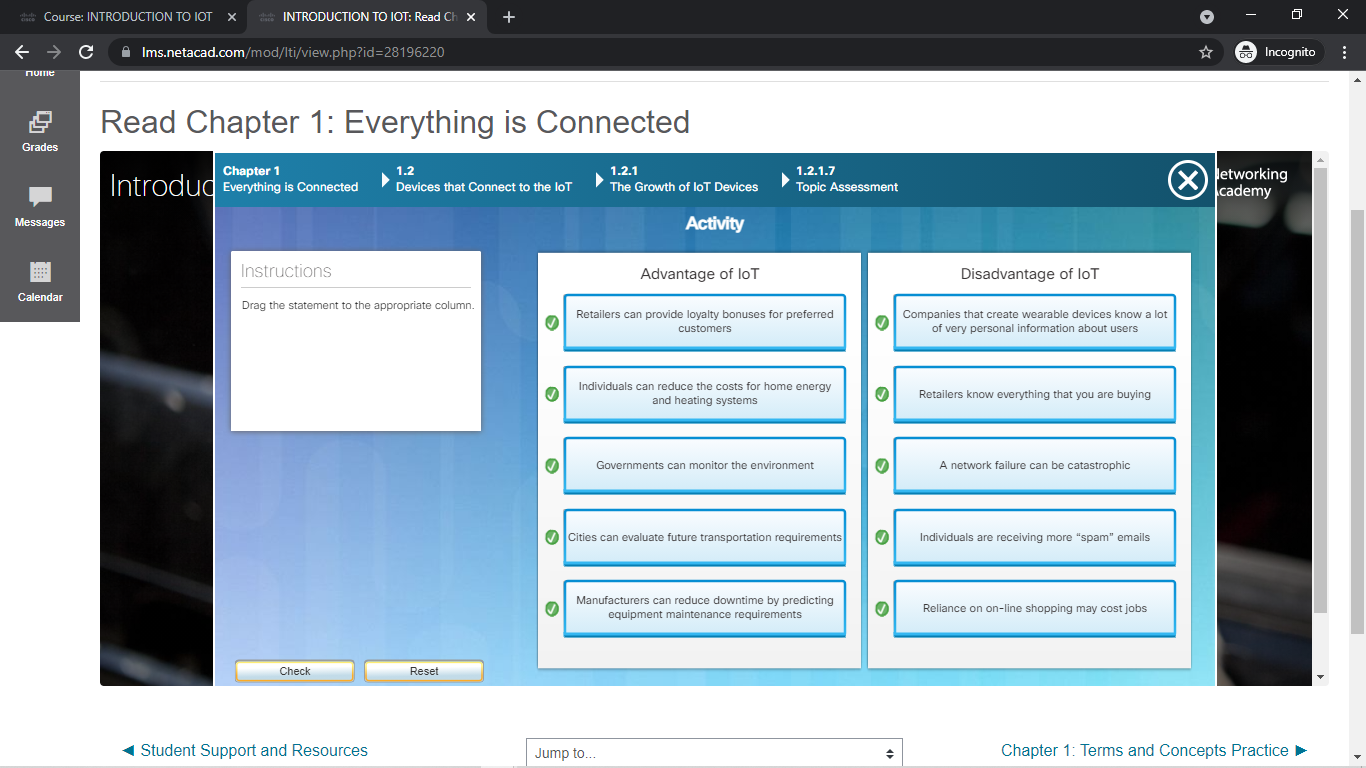 Course: INTRODUCTION TO IOT
INTRODUCTION TO IOT: Read Ch
lms.netacad.com/mod/lti/view.php?id=28196220
Incognito
Home
Grades
Messages
Calendar
Read Chapter 1: Everything is Connected
Introduc
Chapter 1
Everything is Connected
1.2
Devices that Connect to the IoT
1.2.1
The Growth of IoT Devices
1.2.1.7
Topic Assessment
letworking
cademy
Activity
Instructions
Drag the statement to the appropriate column.
Advantage of IoT
Retailers can provide loyalty bonuses for preferred
customers
Individuals can reduce the costs for home energy
and heating systems
Governments can monitor the environment
Cities can evaluate future transportation requirements
Manufacturers can reduce downtime by predicting
equipment maintenance requirements
Disadvantage of IoT
Companies that create wearable devices know a lot
of very personal information about users
Retailers know everything that you are buying
A network failure can be catastrophic
Individuals are receiving more “spam” emails
Reliance on on-line shopping may cost jobs
Check
Reset
◄ Student Support and Resources
Jump to...
Chapter 1: Terms and Concepts Practice ►